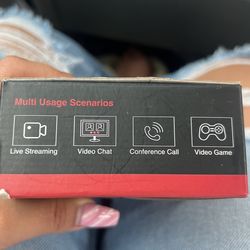 Multi Usage Scenarios
Live Streaming Video Chat Conference Call Video Game